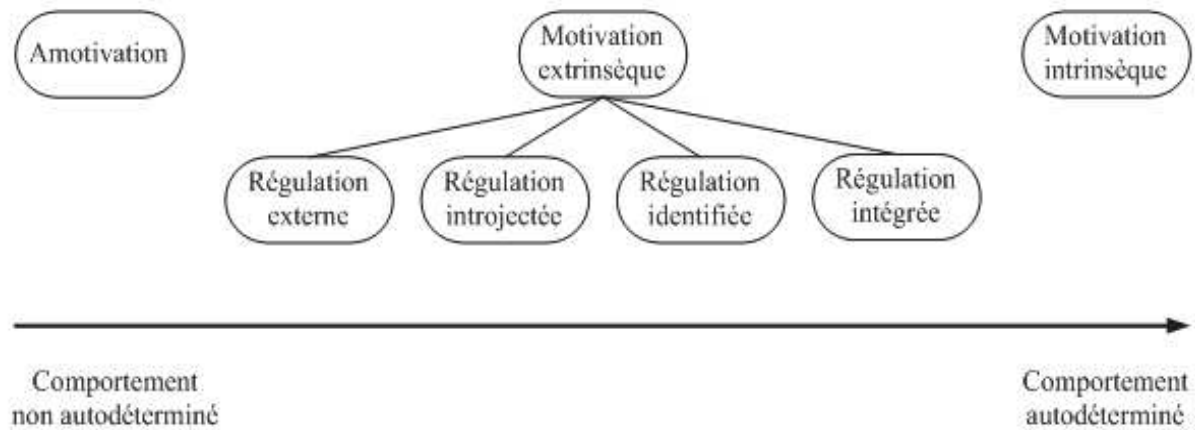 Amotivation
Motivation
extrinsèque
Motivation
intrinsèque
Régulation
externe
Régulation
introjectée
Régulation
identifiée
Régulation
intégrée
Comportement
non autodéterminé
Comportement
autodéterminé